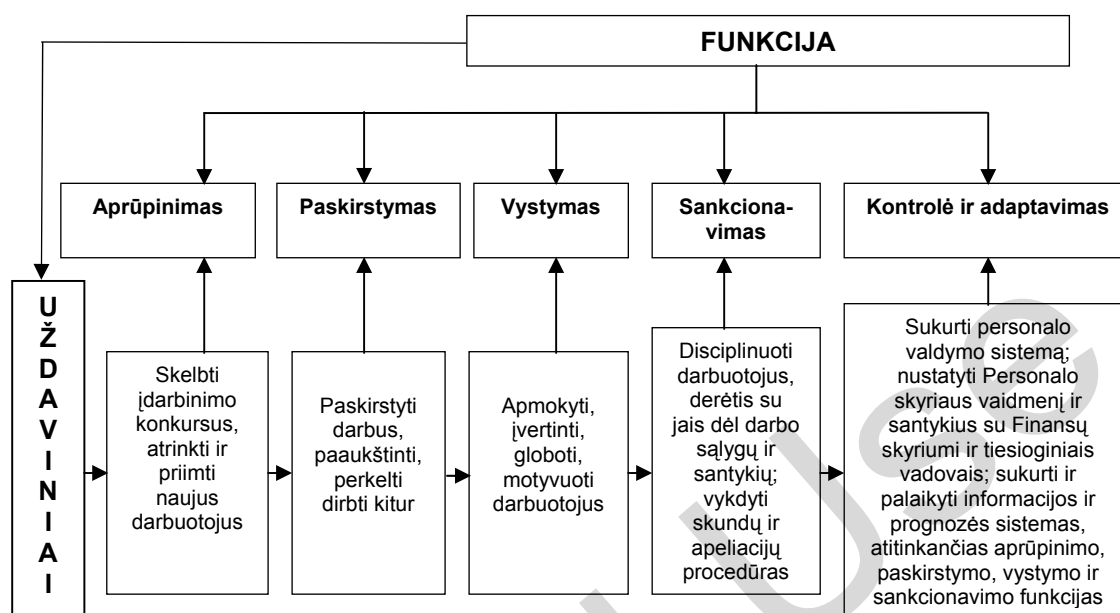 FUNKCIJA
Aprūpinimas
Paskirstymas
Vystymas
Sankciona-
vimas
Kontrolė ir adaptavimas
U
Ž
D
A
V
I
N
I
A
I
Skelbti
įdarbinimo
konkursus,
atrinkti ir
priimti
naujus
darbuotojus
Paskirstyti
darbus,
paaukštinti,
perkelti
dirbti kitur
Apmokyti,
įvertinti,
globoti,
motyvuoti
darbuotojus
Disciplinuoti
darbuotojus,
derėtis su
jais dėl darbo
sąlygų ir
santykių;
vykdyti
skundų ir
apeliacijų
procedūras
Sukurti personalo
valdymo sistemą;
nustatyti Personalo
skyriaus vaidmenį ir
santykius su Finansų
skyriumi ir tiesioginiais
vadovais; sukurti ir
palaikyti informacijos ir
prognozės sistemas,
atitinkančias aprūpinimo,
paskirstymo, vystymo ir
sankcionavimo funkcijas
Use